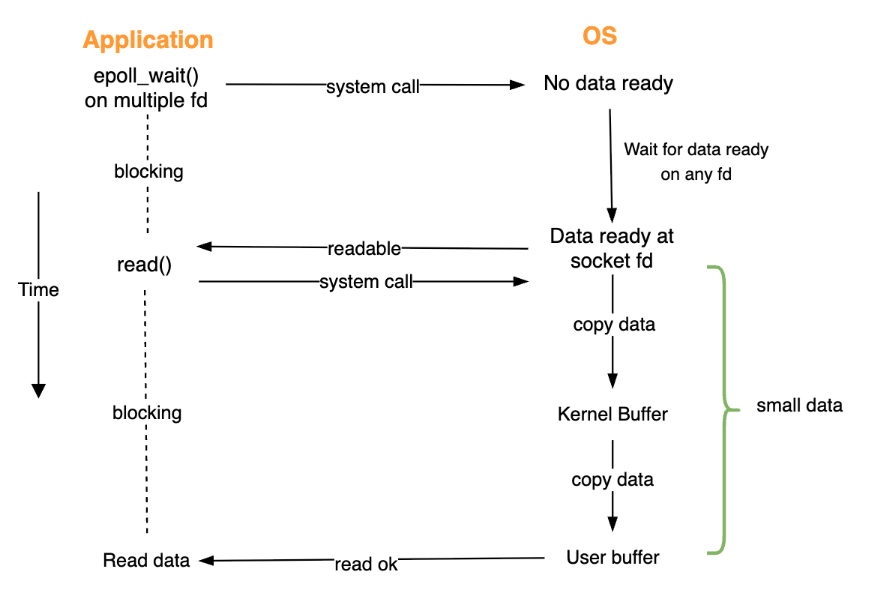 Application
OS
epoll_wait()
on multiple fd
system call
No data ready
Wait for data ready
on any fd
blocking
readable
Data ready at
socket fd
read()
system call
Time
copy data
blocking
Kernel Buffer
small data
copy data
Read data
read ok
User buffer